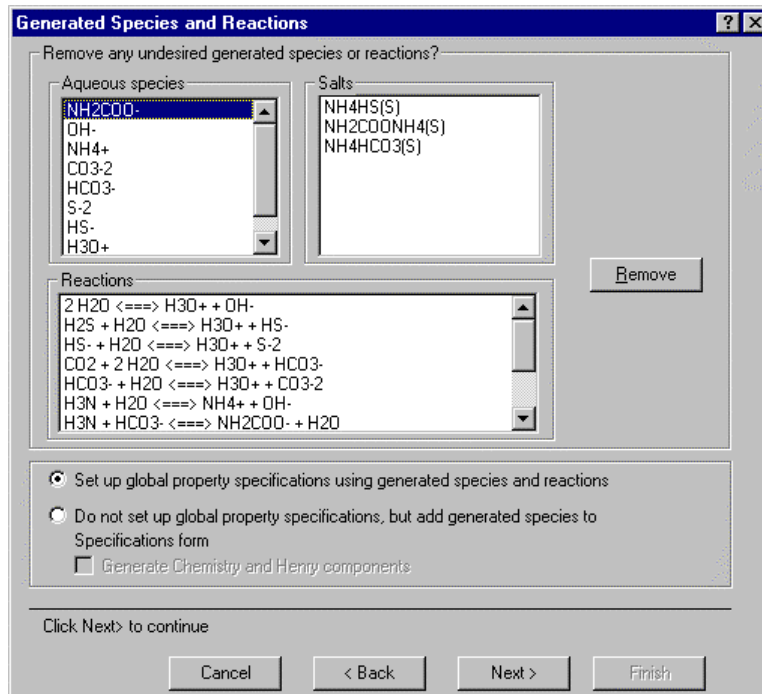 Generated Species and Reactions
Remove any undesired generated species or reactions?
Aqueous species
NH2COO-
OH-
NH4+
CO3-2
HCO3-
S-2
HS-
H3O+
Salts
NH4HS(S)
NH2COONH4(S)
NH4HCO3(S)
Remove
Reactions
2 H2O <===> H3O+ + OH-
H2S + H2O <===> H3O+ + HS-
HS- + H2O <===> H3O+ + S-2
CO2 + 2 H2O <===> H3O+ + HCO3-
HCO3- + H2O <===> H3O+ + CO3-2
H3N + H2O <===> NH4+ + OH-
H3N + HCO3- <===> NH2COO- + H2O
Set up global property specifications using generated species and reactions
Do not set up global property specifications, but add generated species to
Specifications form
Generate Chemistry and Henry components
Click Next> to continue
Cancel
< Back
Next >
Finish